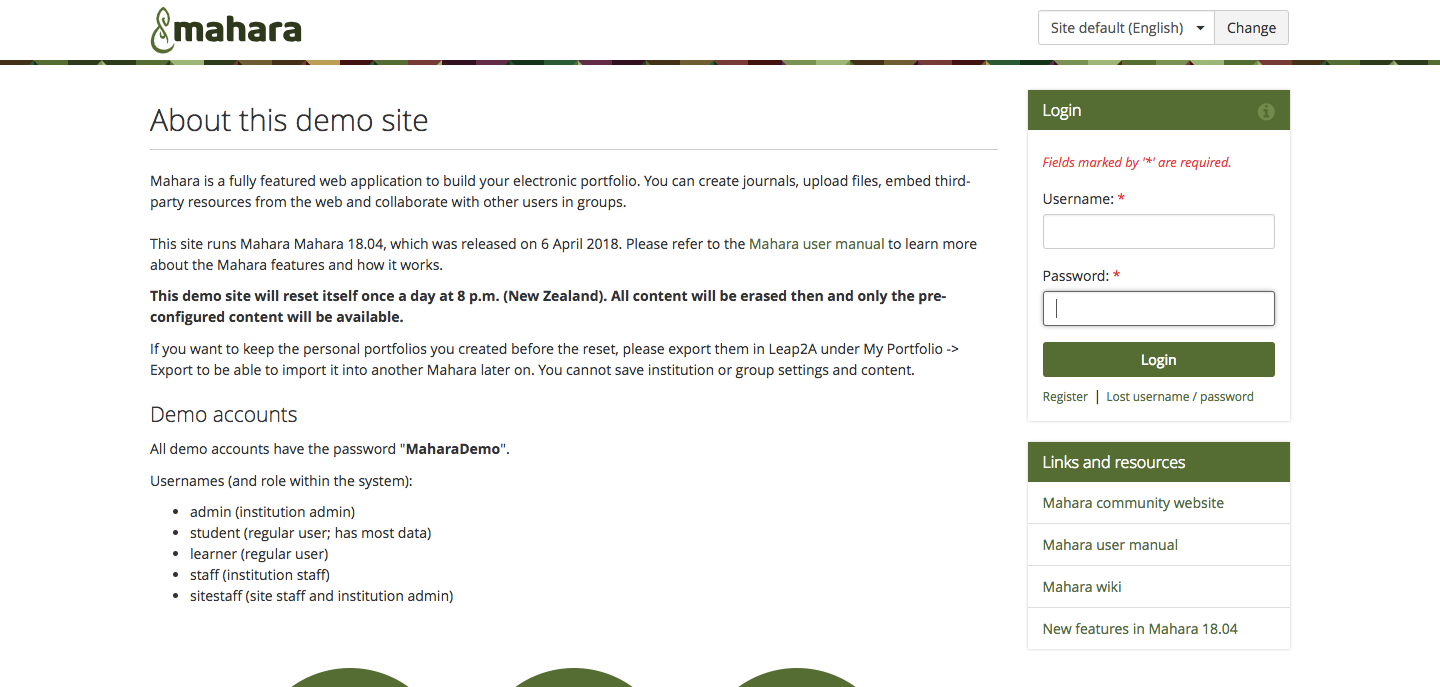 mahara
Site default (English)
Change
About this demo site
Mahara is a fully featured web application to build your electronic portfolio. You can create journals, upload files, embed third-
party resources from the web and collaborate with other users in groups.
This site runs Mahara Mahara 18.04, which was released on 6 April 2018. Please refer to the Mahara user manual to learn more
about the Mahara features and how it works.
This demo site will reset itself once a day at 8 p.m. (New Zealand). All content will be erased then and only the pre-
configured content will be available.
If you want to keep the personal portfolios you created before the reset, please export them in Leap2A under My Portfolio ->
Export to be able to import it into another Mahara later on. You cannot save institution or group settings and content.
Demo accounts
All demo accounts have the password "MaharaDemo".
Usernames (and role within the system):
• admin (institution admin)
• student (regular user; has most data)
• learner (regular user)
• staff (institution staff)
• sitestaff (site staff and institution admin)
Login
Fields marked by '*' are required.
Username: *
Password: *
Login
Register | Lost username / password
Links and resources
Mahara community website
Mahara user manual
Mahara wiki
New features in Mahara 18.04